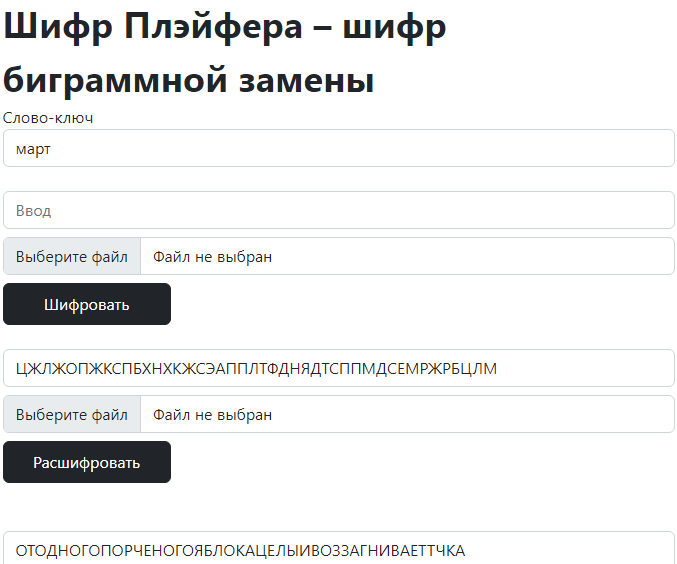 Шифр Плэйфера – шифр
биграммной замены
Слово-ключ
март
Ввод
Выберите файл Файл не выбран
Шифровать
ЦЖЛЖОПЖКСПБХНХКЖСЭАППЛТФДНЯДТСППМДСЕМРЖРБЦЛМ
Выберите файл Файл не выбран
Расшифровать
ОТОДНОГОПОРЧЕНОГОЯБЛОКАЦЕЛЫИВОЗЗАГНИВАЕТТЧКА